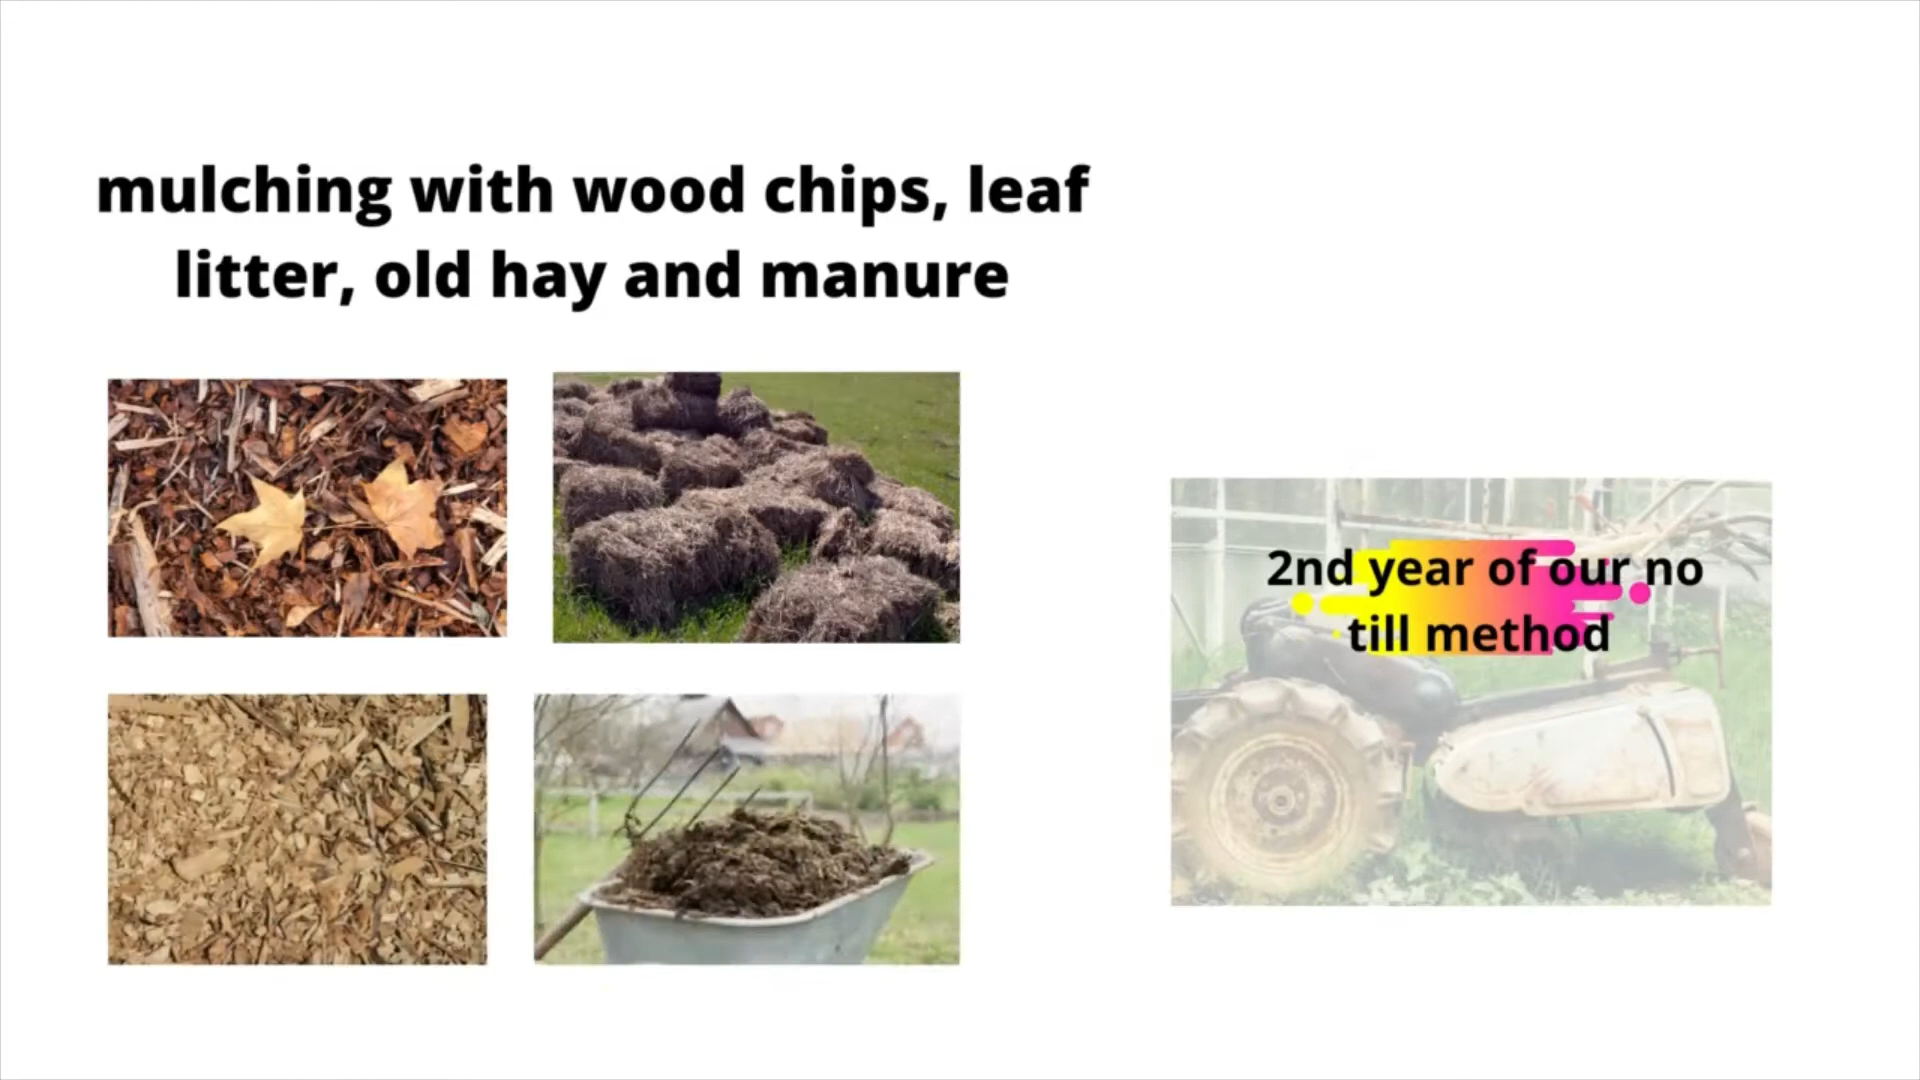 mulching with wood chips, leaf
litter, old hay and manure
2nd year of our no
till method